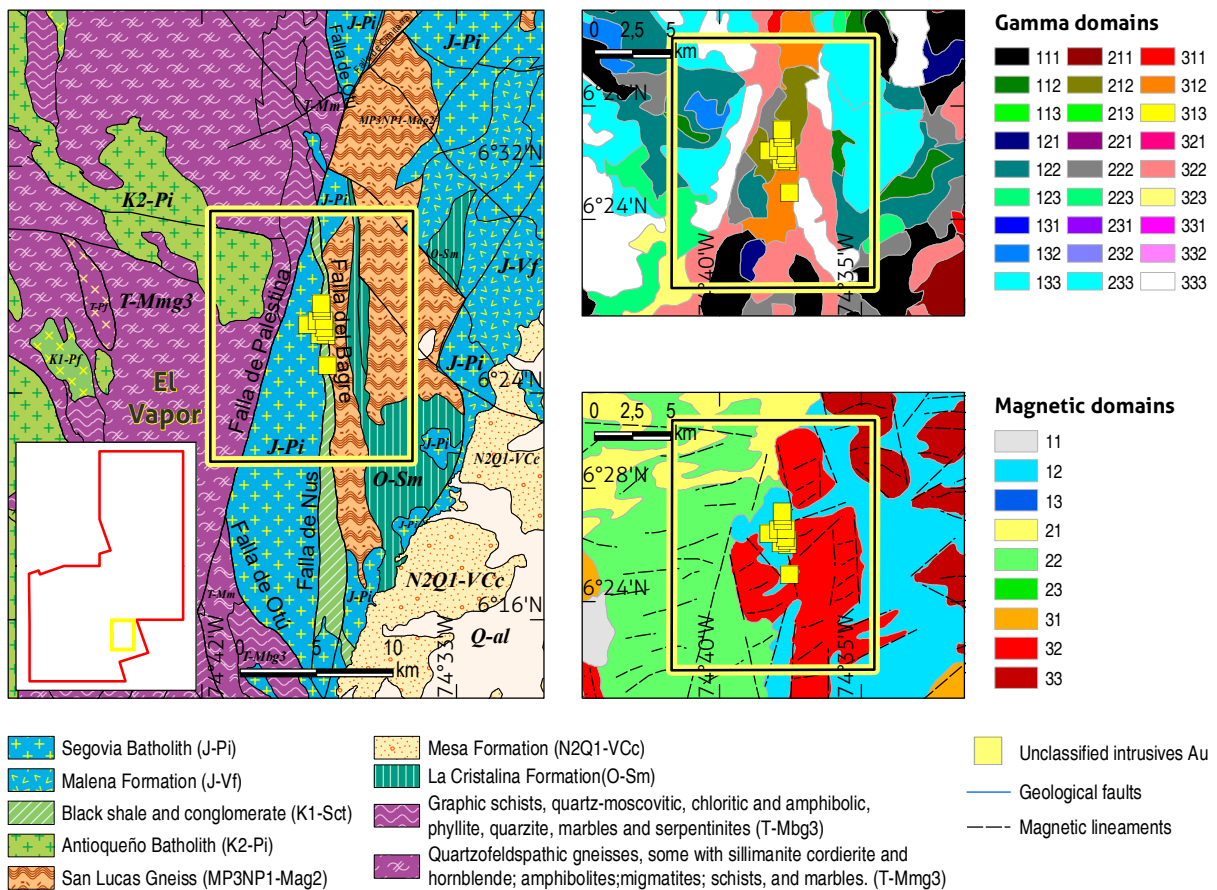 J-Pi
J-Pi
Falla de Otú
T-Mm
MP3NP1-Mag2
6°32'N
K2-Pi
J-Pi
O-Sm
J-Vf
T-Pf
T-Mmg3
Falla de Palestina
Falla del Bagre
K1-Pf
J-Pi
6°24'N
El
Vapor
J-Pi
J-Pi
N2Q1-VCc
O-Sm
Falla de Nus
J-Pi
Falla de Otú
N2Q1-VCc
T-Mm
J-Pi
6°16'N
Q-al
T-Mbg3
74°42'W
0 5 10
km
74°33'W
0 2,5 5
km
6°28'N
6°24'N
74°40'W
74°35'W
Gamma domains
111 211 311
112 212 312
113 213 313
121 221 321
122 222 322
123 223 323
131 231 331
132 232 332
133 233 333
0 2,5 5
km
6°28'N
6°24'N
74°40'W
74°35'W
Magnetic domains
11
12
13
21
22
23
31
32
33
Segovia Batholith (J-Pi)
Malena Formation (J-Vf)
Black shale and conglomerate (K1-Sct)
Antioqueño Batholith (K2-Pi)
San Lucas Gneiss (MP3NP1-Mag2)
Mesa Formation (N2Q1-VCc)
La Cristalina Formation(O-Sm)
Graphic schists, quartz-moscovitic, chloritic and amphibolic,
phyllite, quarzite, marbles and serpentinites (T-Mbg3)
Quartzofeldspathic gneisses, some with sillimanite cordierite and
hornblende; amphibolites;migmatites; schists, and marbles. (T-Mmg3)
Unclassified intrusives Au
Geological faults
Magnetic lineaments